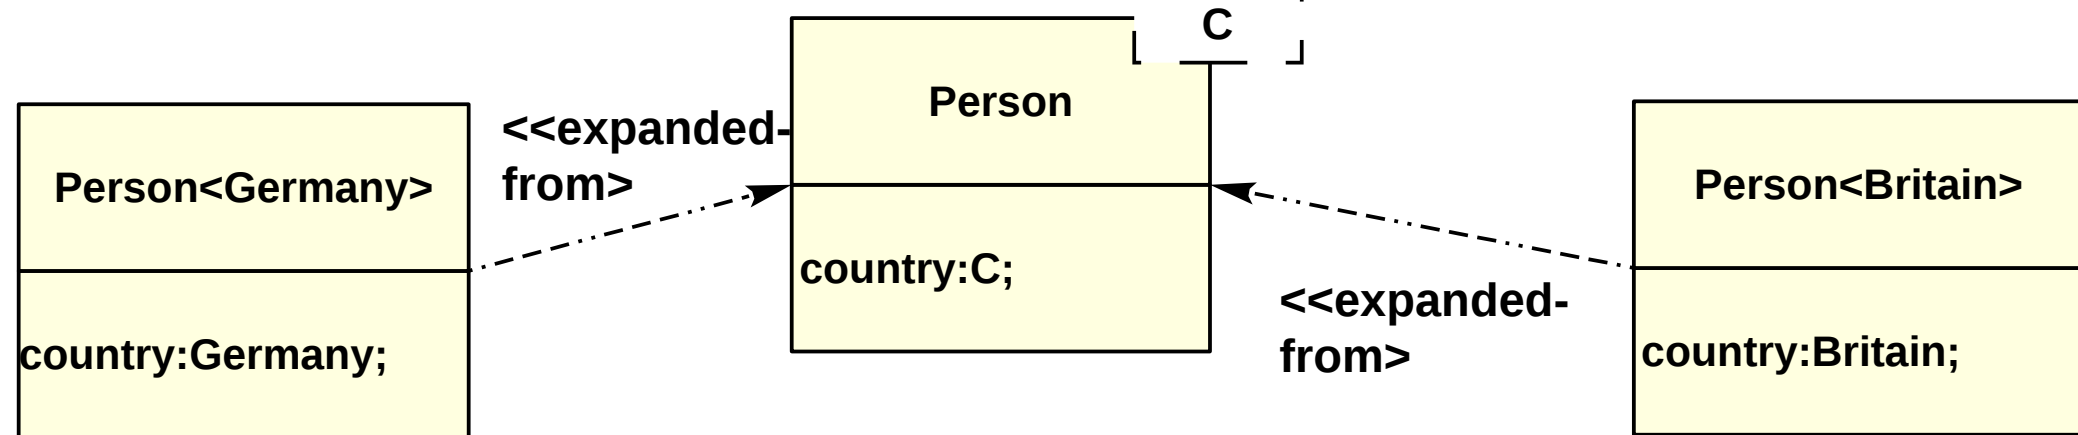 C
Person
<<expanded-
from>
Person<Germany>
Person<Britain>
country:C;
<<expanded-
from>
country:Germany;
country:Britain;